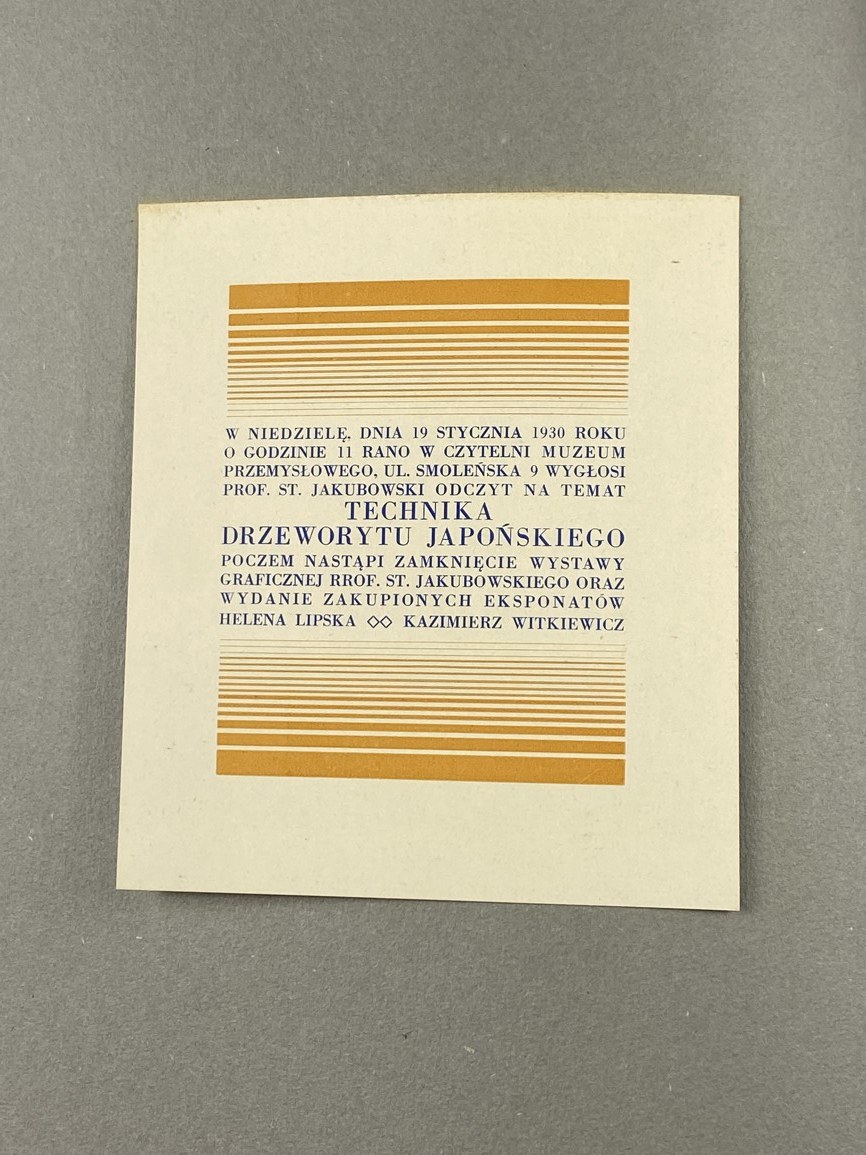 W NIEDZIELĘ, DNIA 19 STYCZNIA 1930 ROKU
O GODZINIE 11 RANO W CZYTELNI MUZEUM
PRZEMYSŁOWEGO, UL. SMOLEŃSKA 9 WYGŁOSI
PROF. ST. JAKUBOWSKI ODCZYT NA TEMAT
TECHNIKA
DRZEWORYTU JAPOŃSKIEGO
POCZEM NASTĄPI ZAMKNIĘCIE WYSTAWY
GRAFICZNEJ RROF. ST. JAKUBOWSKIEGO ORAZ
WYDANIE ZAKUPIONYCH EKSPONATÓW
HELENA LIPSKA ◇◇ KAZIMIERZ WITKIEWICZ